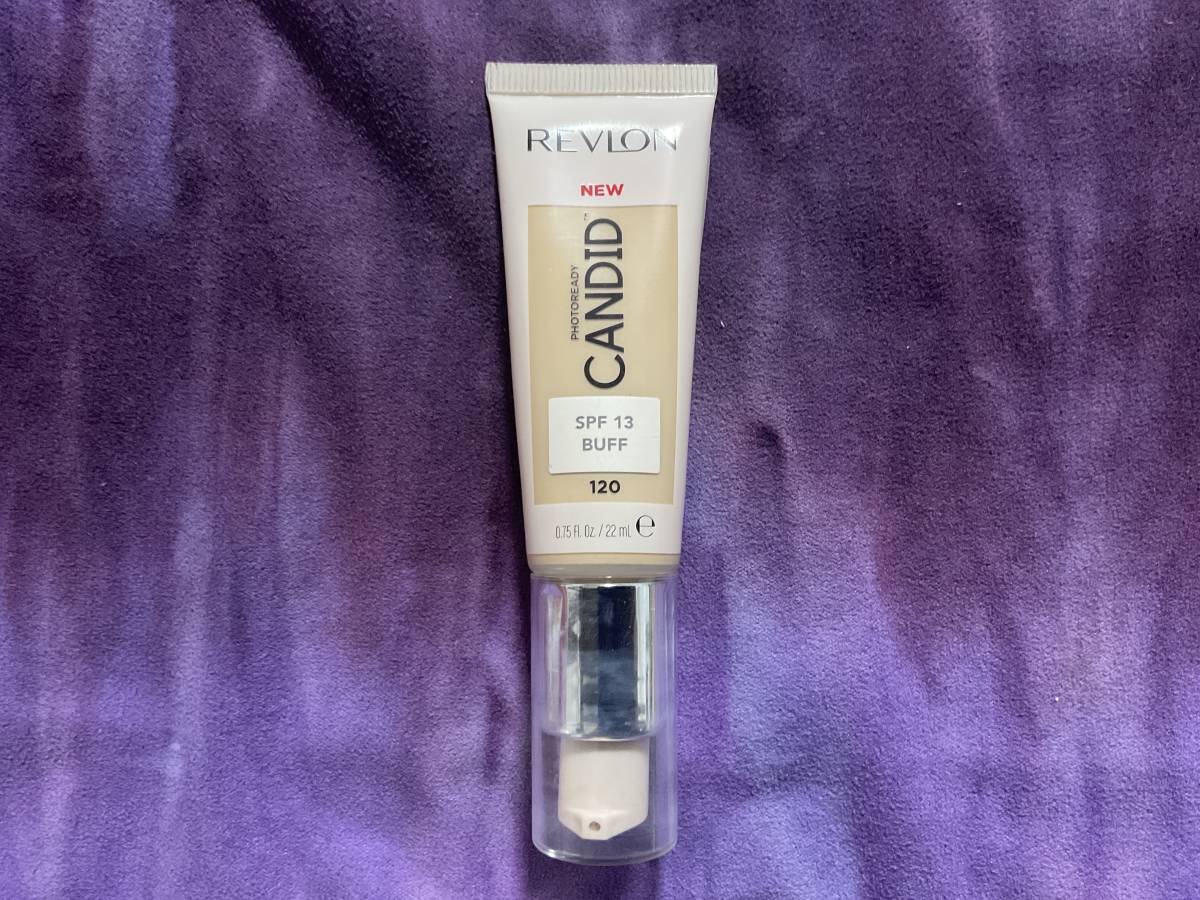 REVLON
NEW
PHOTOREADY
CANDID™
SPF 13
BUFF
120
0.75 Fl. Oz. / 22 mL ℮